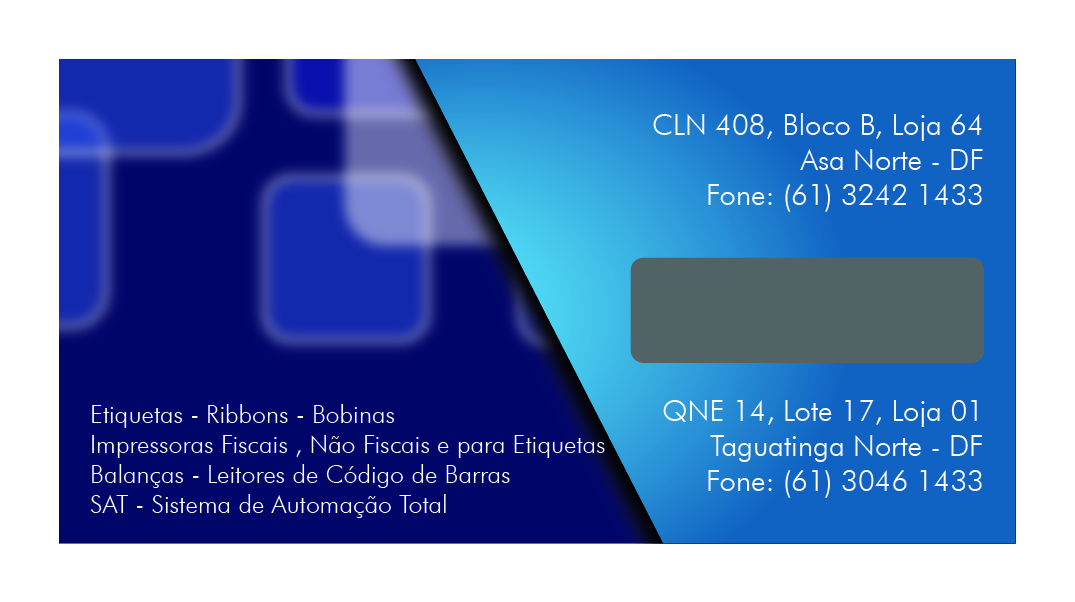 CLN 408, Bloco B, Loja 64
Asa Norte - DF
Fone: (61) 3242 1433
QNE 14, Lote 17, Loja 01
Taguatinga Norte - DF
Fone: (61) 3046 1433
Etiquetas - Ribbons - Bobinas
Impressoras Fiscais , Não Fiscais e para Etiquetas
Balanças - Leitores de Código de Barras
SAT - Sistema de Automação Total